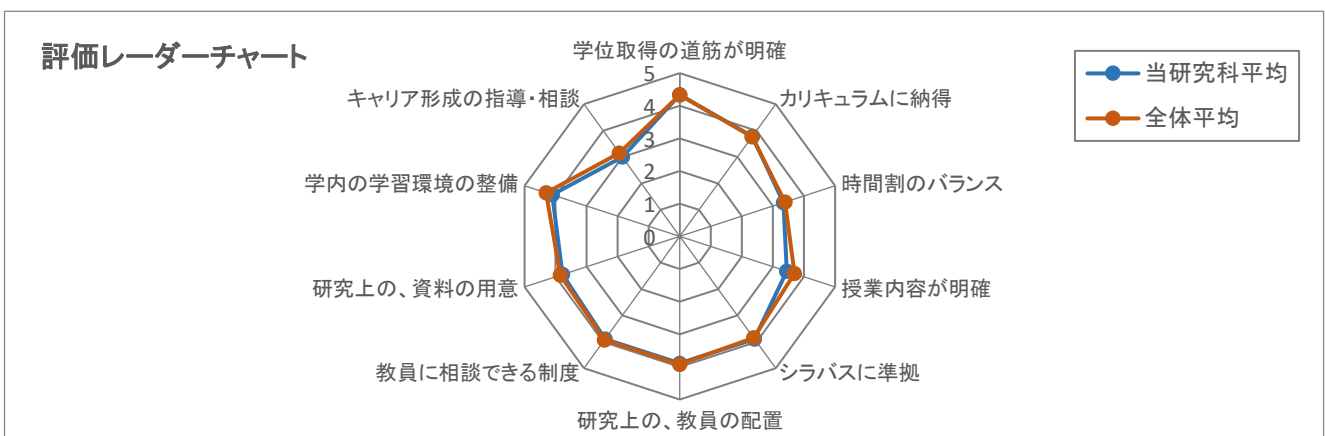 評価レーダーチャート
学位取得の道筋が明確
カリキュラムに納得
時間割のバランス
授業内容が明確
シラバスに準拠
研究上の、教員の配置
教員に相談できる制度
研究上の、資料の用意
学内の学習環境の整備
キャリア形成の指導・相談
5
4
3
2
1
0
当研究科平均
全体平均